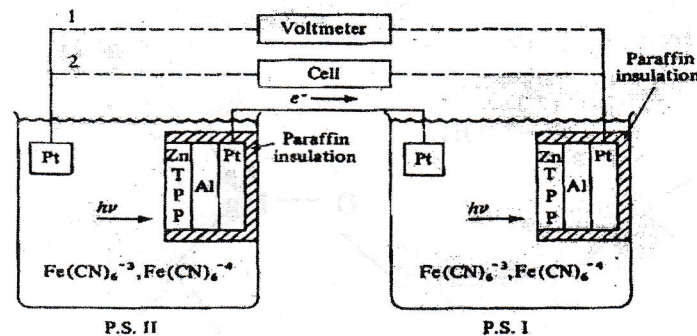 1
Voltmeter
2
Cell
e⁻
Paraffin
insulation
Pt
Zn
T
P
P
Al
Pt
Paraffin
insulation
hν
Fe(CN)₆⁻³, Fe(CN)₆⁻⁴
P.S. II
Pt
Zn
T
P
P
Al
Pt
hν
Fe(CN)₆⁻³, Fe(CN)₆⁻⁴
P.S. I